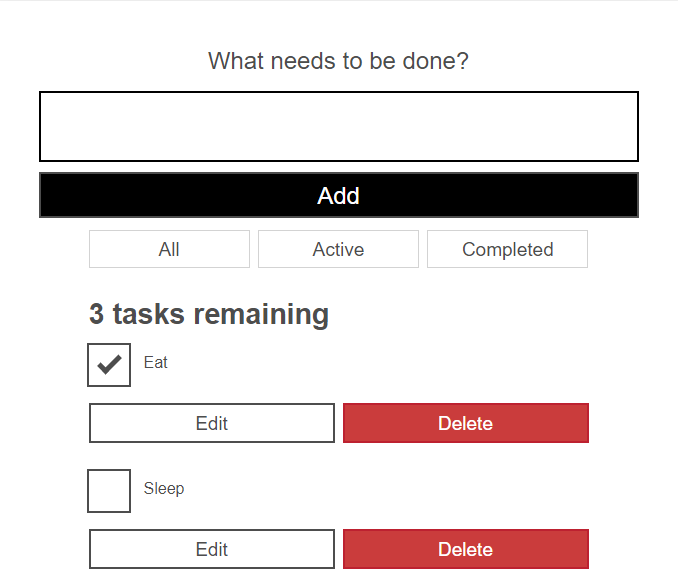 What needs to be done?
Add
All Active Completed
3 tasks remaining
Eat
Edit Delete
Sleep
Edit Delete